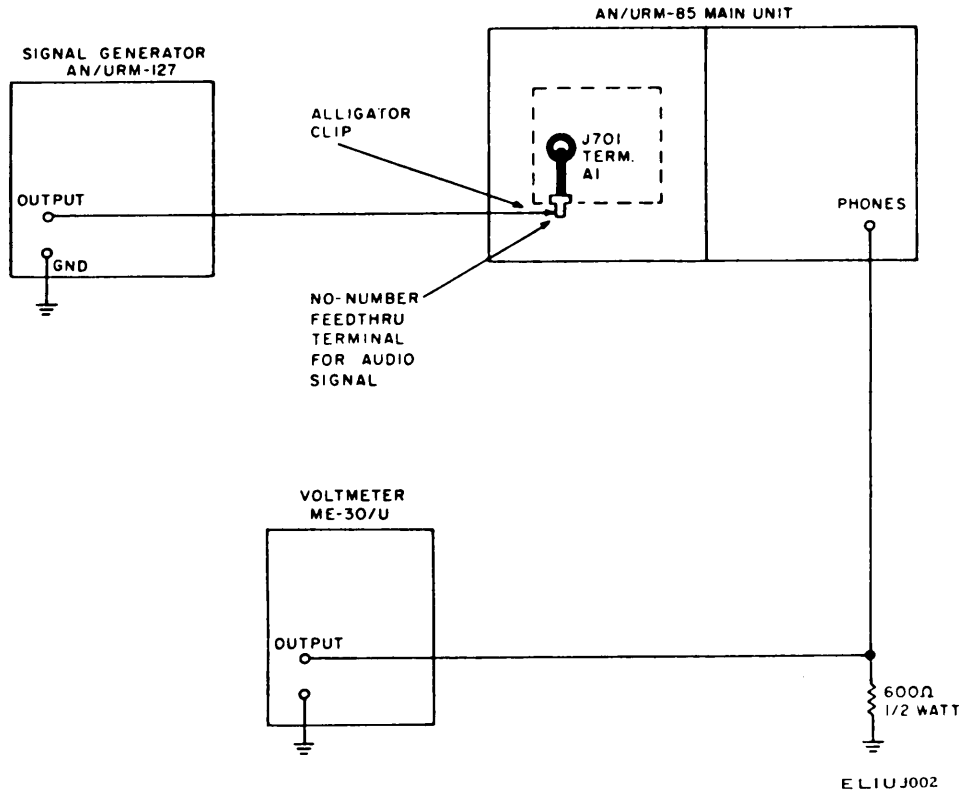 AN/URM-85 MAIN UNIT
SIGNAL GENERATOR
AN/URM-127
ALLIGATOR
CLIP
J701
TERM.
A1
OUTPUT
GND
PHONES
NO-NUMBER
FEEDTHRU
TERMINAL
FOR AUDIO
SIGNAL
VOLTMETER
ME-30/U
OUTPUT
600Ω
1/2 WATT
ELIUJ002